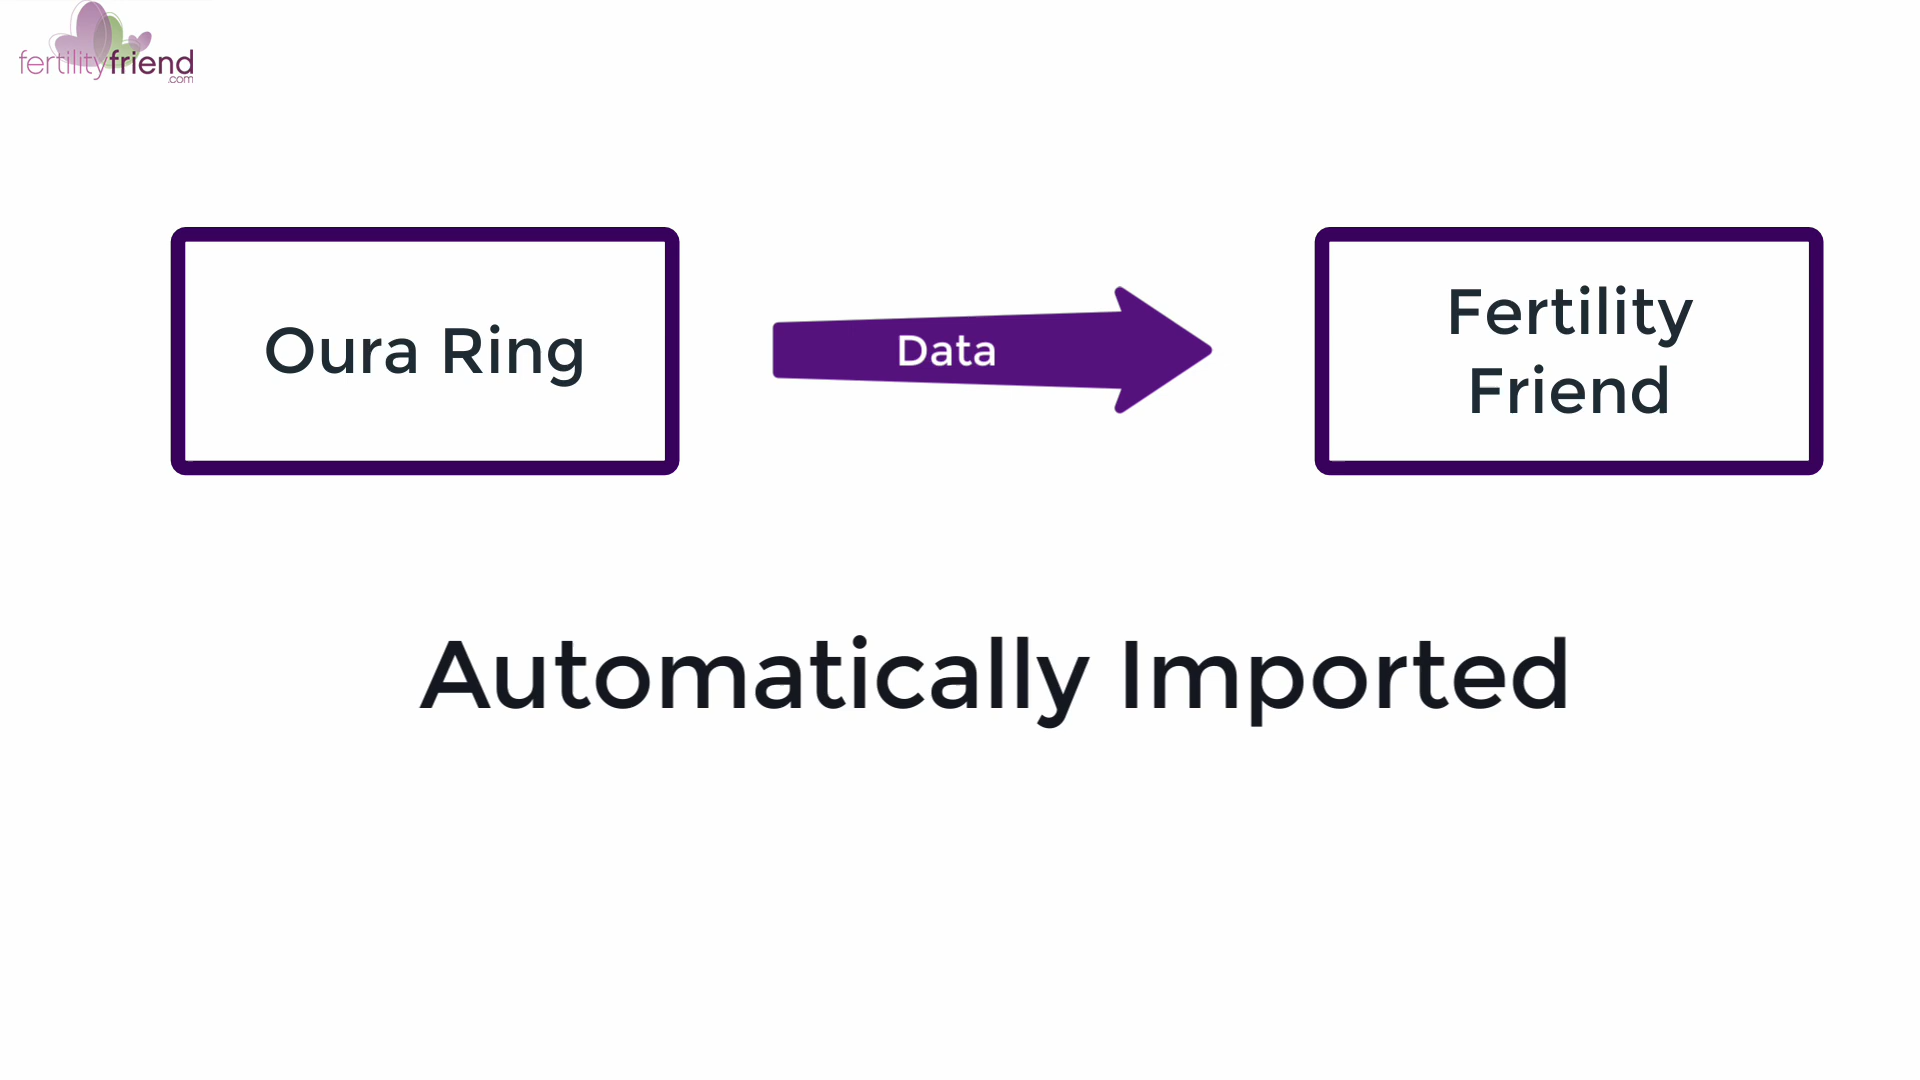 fertilityfriend
.com
Oura Ring
Data
Fertility
Friend
Automatically Imported